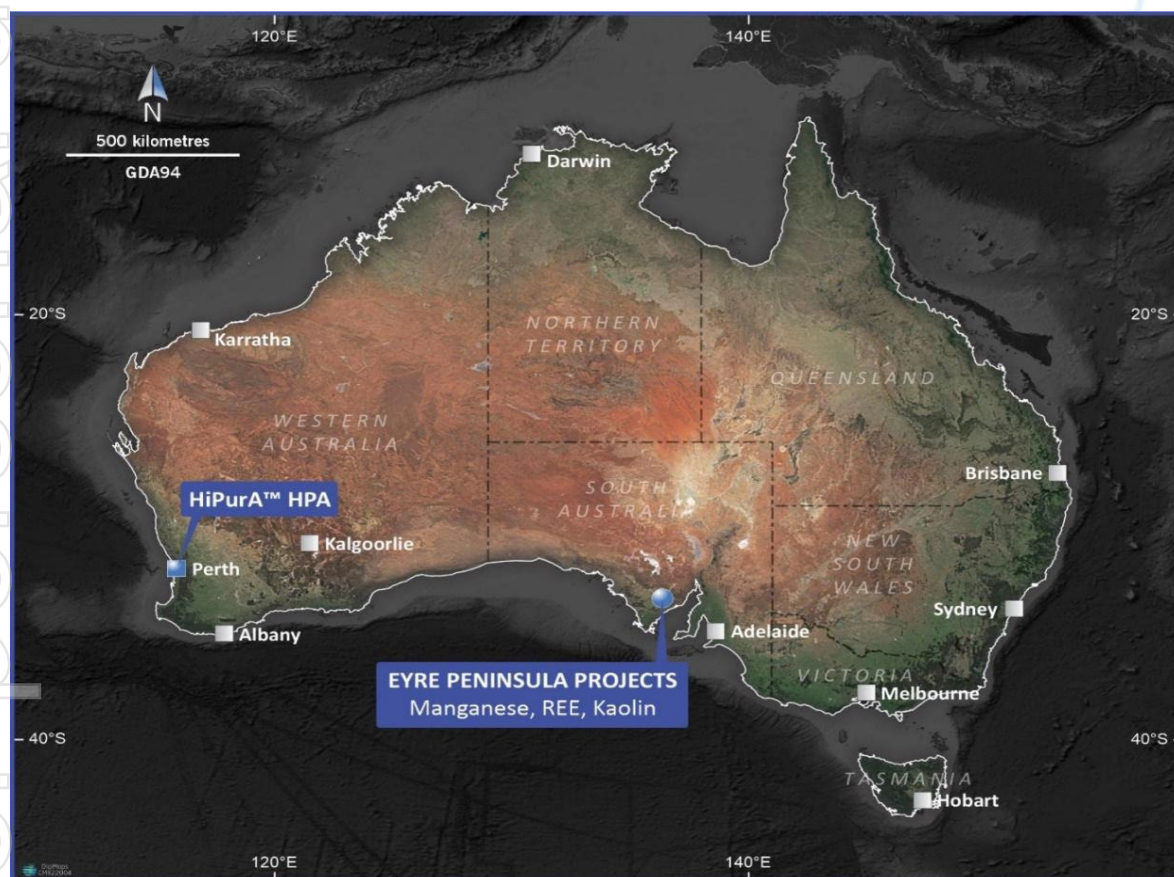 120°E
140°E
N
500 kilometres
GDA94
Darwin
20°S
20°S
Karratha
NORTHERN
TERRITORY
QUEENSLAND
WESTERN
AUSTRALIA
Brisbane
HiPurA™ HPA
SOUTH
AUSTRALI
Kalgoorlie
NEW
SOUTH
WALES
Perth
Sydney
Albany
Adelaide
EYRE PENINSULA PROJECTS
Manganese, REE, Kaolin
VICTORIA
Melbourne
40°S
40°S
TASMANIA
Hobart
120°E
140°E